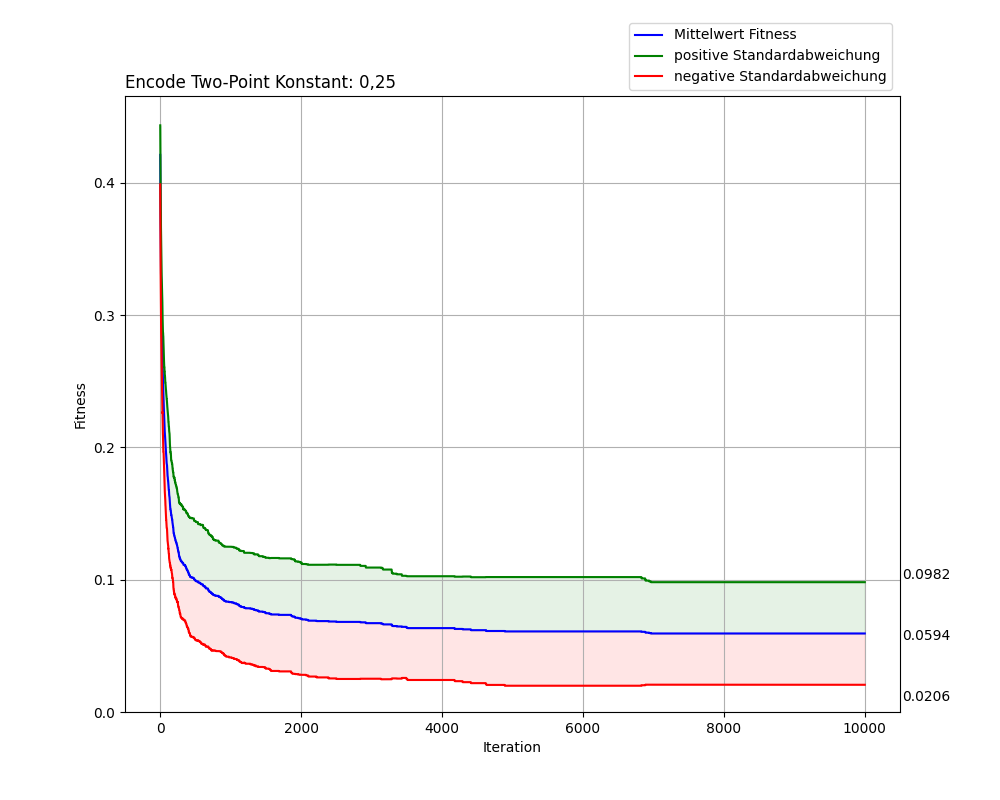 Mittelwert Fitness
positive Standardabweichung
negative Standardabweichung
Encode Two-Point Konstant: 0,25
Fitness
0.4
0.3
0.2
0.1
0.0
0.0982
0.0594
0.0206
0 2000 4000 6000 8000 10000
Iteration